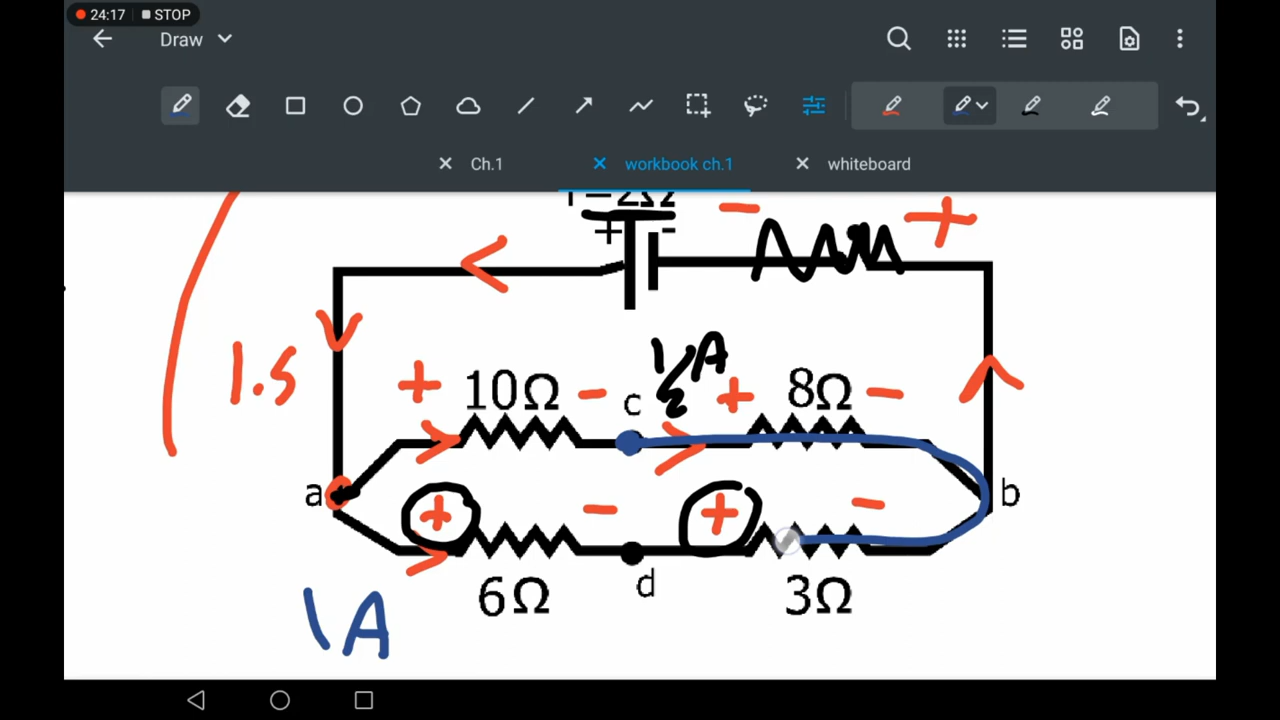 24:17 STOP
Draw
Ch.1 workbook ch.1 whiteboard
r=2Ω
+ - - +
1.5
½A
+ 10Ω - c + 8Ω -
a b
+ - + -
6Ω d 3Ω
1A